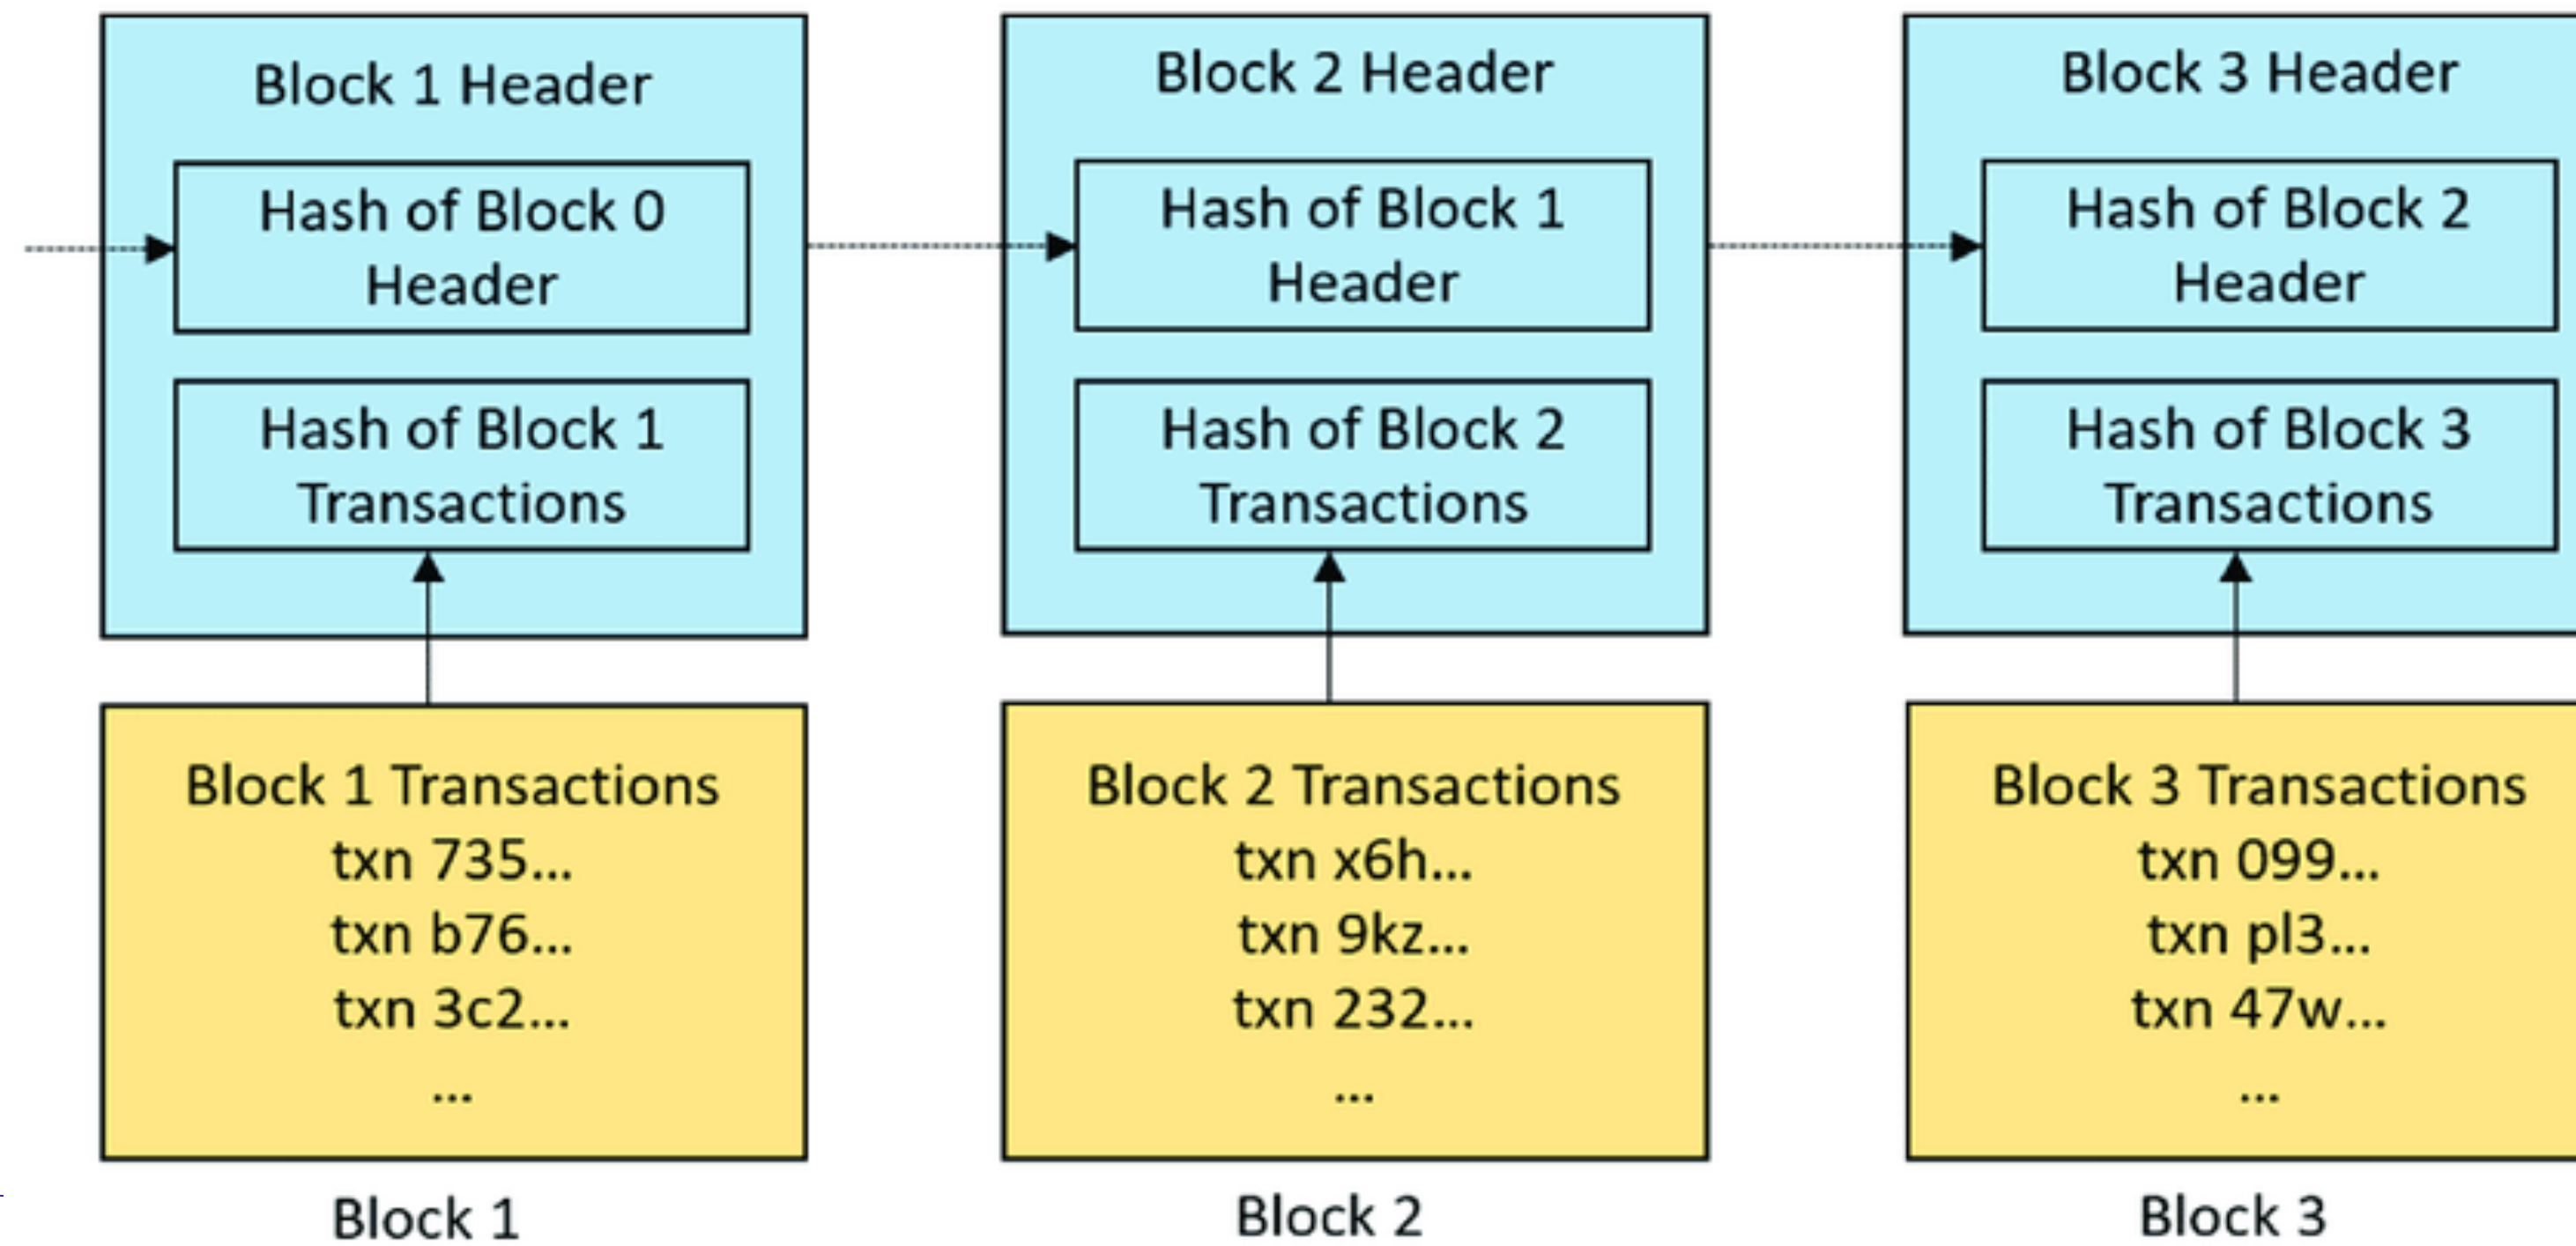 Block 1 Header
Hash of Block 0
Header
Hash of Block 1
Transactions
Block 1 Transactions
txn 735...
txn b76...
txn 3c2...
...
Block 1
Block 2 Header
Hash of Block 1
Header
Hash of Block 2
Transactions
Block 2 Transactions
txn x6h...
txn 9kz...
txn 232...
...
Block 2
Block 3 Header
Hash of Block 2
Header
Hash of Block 3
Transactions
Block 3 Transactions
txn 099...
txn pl3...
txn 47w...
...
Block 3